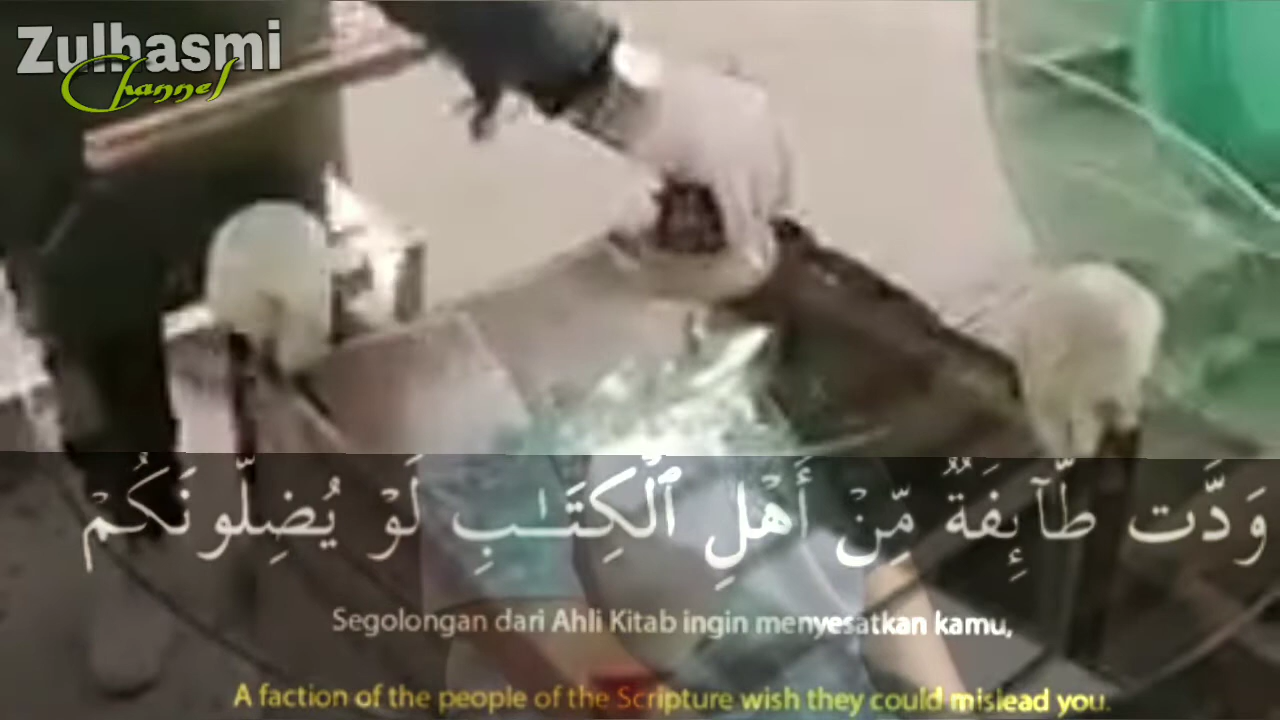 Zulhasmi
Channel
وَدَّت طَّآئِفَةٌ مِّنْ أَهْلِ ٱلْكِتَـٰبِ لَوْ يُضِلُّونَكُمْ
Segolongan dari Ahli Kitab ingin menyesatkan kamu,
A faction of the people of the Scripture wish they could mislead you.